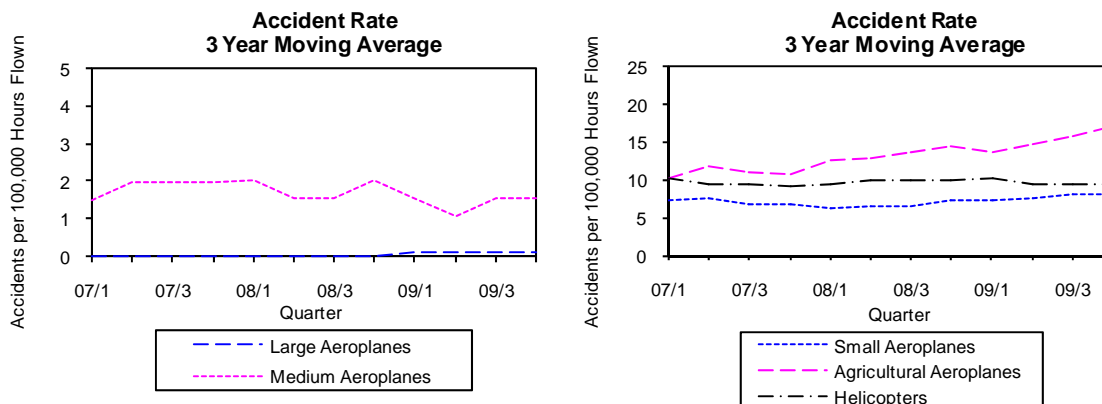 Accident Rate
3 Year Moving Average
Accidents per 100,000 Hours Flown
5
4
3
2
1
0
07/1 07/3 08/1 08/3 09/1 09/3
Quarter
Large Aeroplanes
Medium Aeroplanes
Accident Rate
3 Year Moving Average
Accidents per 100,000 Hours Flown
25
20
15
10
5
0
07/1 07/3 08/1 08/3 09/1 09/3
Quarter
Small Aeroplanes
Agricultural Aeroplanes
Helicopters